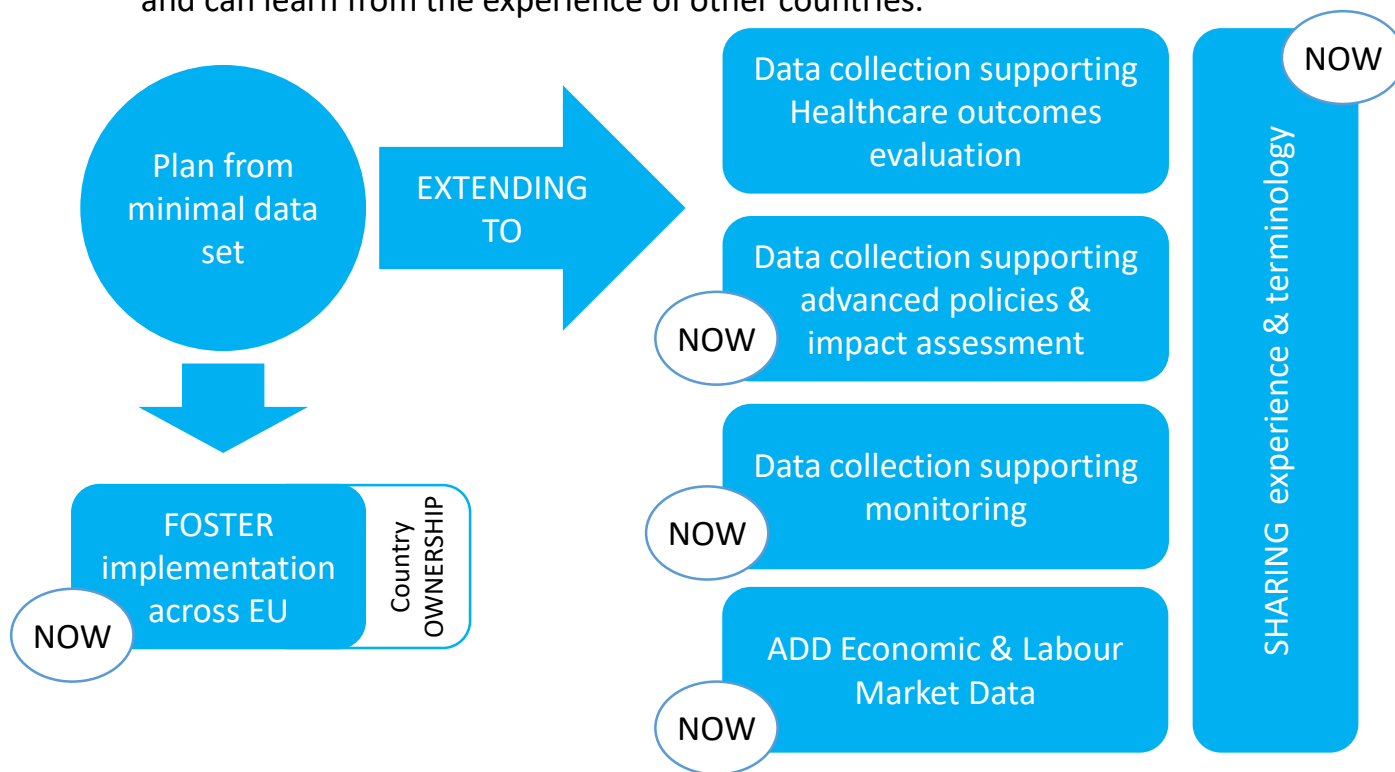 and can learn from the experience of other countries.
Plan from
minimal data
set
EXTENDING
TO
Data collection supporting
Healthcare outcomes
evaluation
Data collection supporting
advanced policies &
impact assessment
NOW
Data collection supporting
monitoring
NOW
ADD Economic & Labour
Market Data
NOW
SHARING experience & terminology
NOW
FOSTER
implementation
across EU
NOW
Country
OWNERSHIP